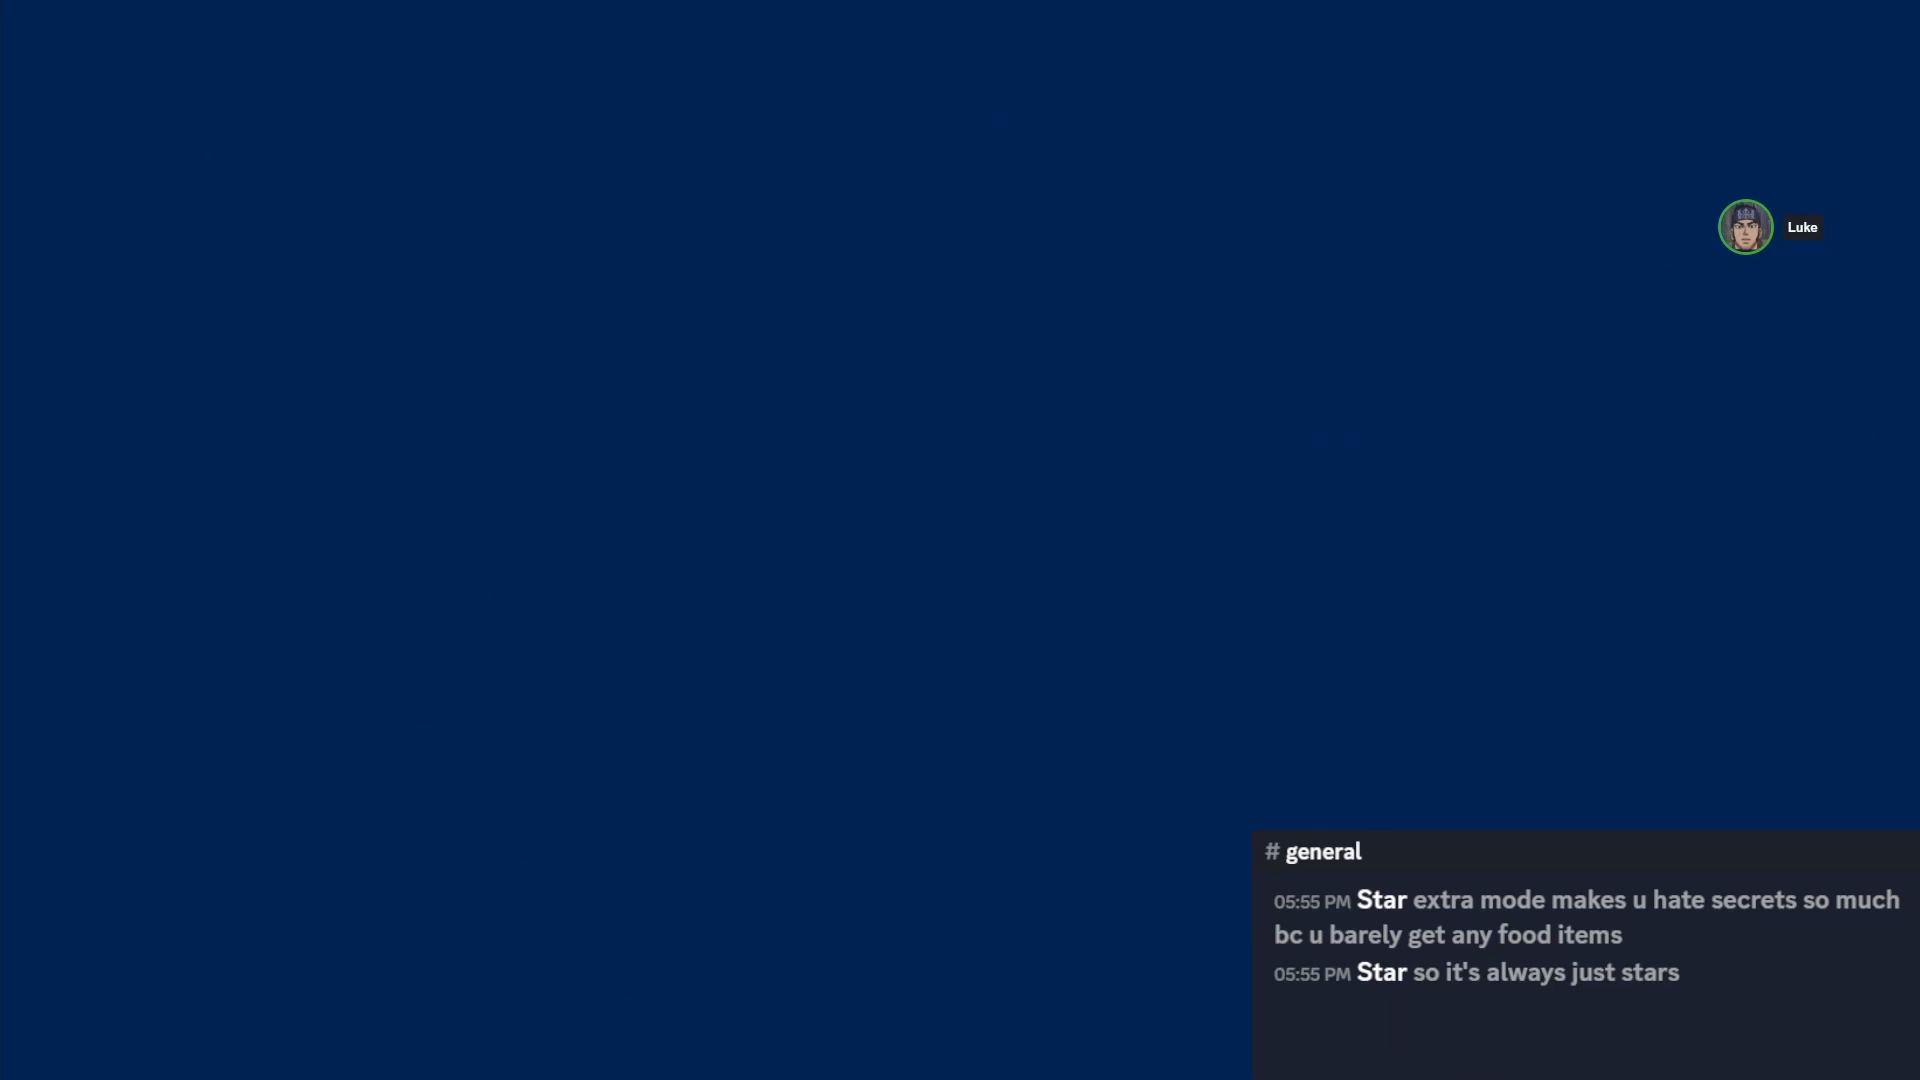 Luke
# general
05:55 PM Star extra mode makes u hate secrets so much
bc u barely get any food items
05:55 PM Star so it's always just stars